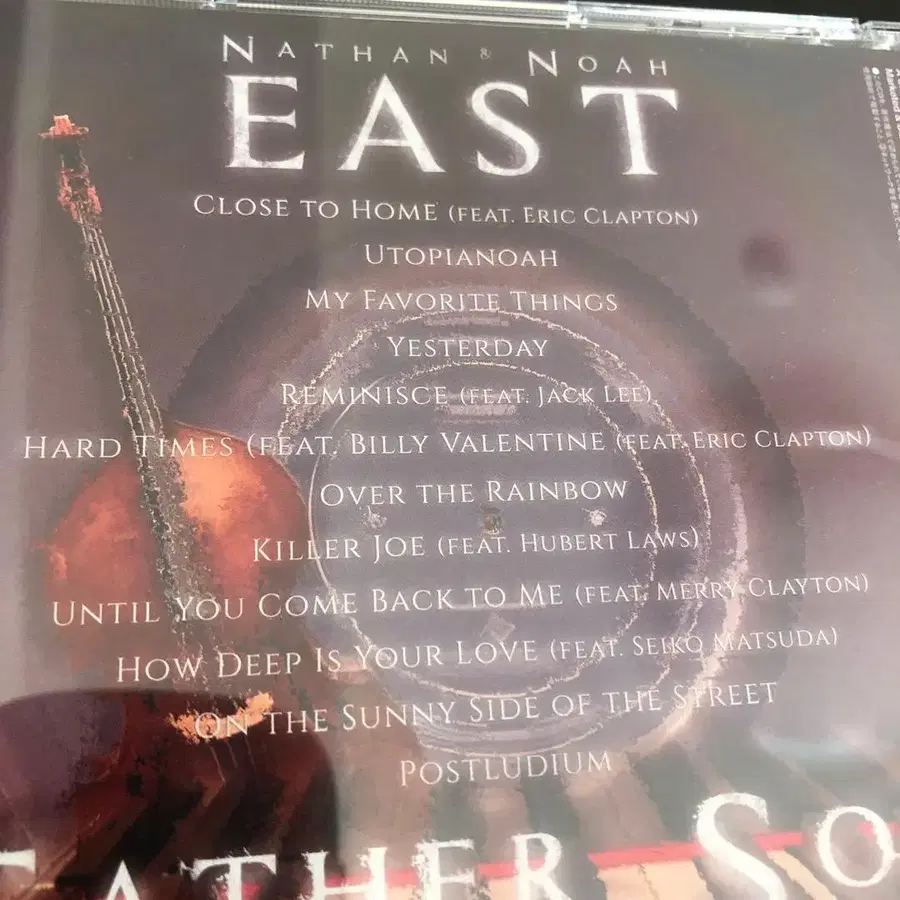 NATHAN & NOAH
EAST
CLOSE TO HOME (FEAT. ERIC CLAPTON)
UTOPIANOAH
MY FAVORITE THINGS
YESTERDAY
REMINISCE (FEAT. JACK LEE)
HARD TIMES (FEAT. BILLY VALENTINE (FEAT. ERIC CLAPTON)
OVER THE RAINBOW
KILLER JOE (FEAT. HUBERT LAWS)
UNTIL YOU COME BACK TO ME (FEAT. MERRY CLAYTON)
HOW DEEP IS YOUR LOVE (FEAT. SEIKO MATSUDA)
ON THE SUNNY SIDE OF THE STREET
POSTLUDIUM
FATHER SO
Marketed &